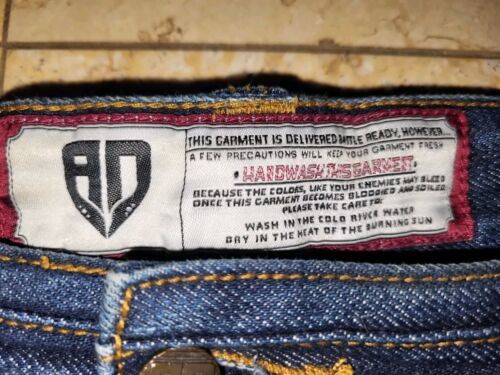 AD
THIS GARMENT IS DELIVERED BATTLE READY, HOWEVER...
A FEW PRECAUTIONS WILL KEEP YOUR GARMENT FRESH
• HANDWASH THIS GARMENT •
BECAUSE THE COLORS, LIKE YOUR ENEMIES MAY BLEED
ONCE THIS GARMENT BECOMES BLOODIED AND SOILED
PLEASE TAKE CARE TO:
WASH IN THE COLD RIVER WATER
DRY IN THE HEAT OF THE BURNING SUN